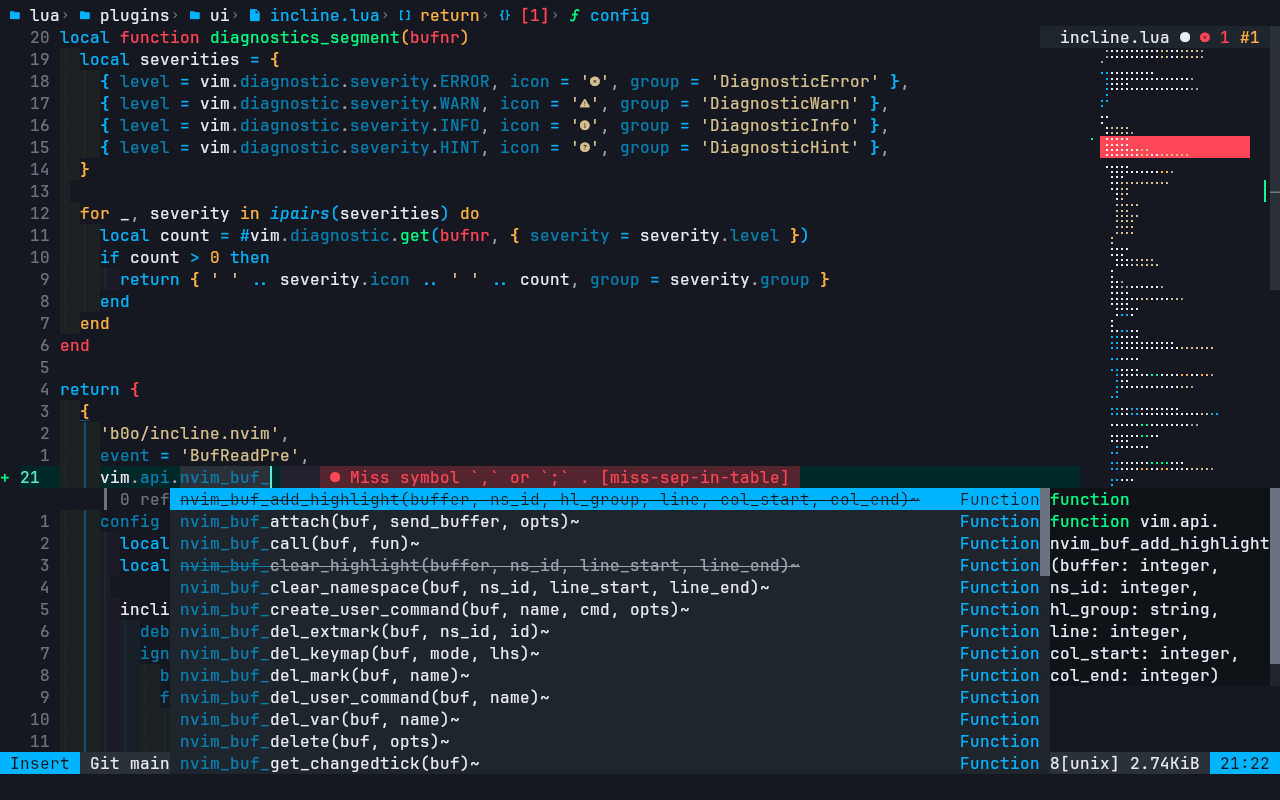 lua› plugins› ui› incline.lua› return› [1]› config
20 local function diagnostics_segment(bufnr)
incline.lua 1 #1
19 local severities = {
18 { level = vim.diagnostic.severity.ERROR, icon = '', group = 'DiagnosticError' },
17 { level = vim.diagnostic.severity.WARN, icon = '', group = 'DiagnosticWarn' },
16 { level = vim.diagnostic.severity.INFO, icon = '', group = 'DiagnosticInfo' },
15 { level = vim.diagnostic.severity.HINT, icon = '', group = 'DiagnosticHint' },
14 }
13
12 for _, severity in ipairs(severities) do
11 local count = #vim.diagnostic.get(bufnr, { severity = severity.level })
10 if count > 0 then
9 return { ' ' .. severity.icon .. ' ' .. count, group = severity.group }
8 end
7 end
6 end
5
4 return {
3 {
2 'b0o/incline.nvim',
1 event = 'BufReadPre',
+ 21 vim.api.nvim_buf_ ● Miss symbol `,` or `;` . [miss-sep-in-table]
0 ref nvim_buf_add_highlight(buffer, ns_id, hl_group, line, col_start, col_end)~ Function function
1 config nvim_buf_attach(buf, send_buffer, opts)~ Function function vim.api.
2 local nvim_buf_call(buf, fun)~ Function nvim_buf_add_highlight
3 local nvim_buf_clear_highlight(buffer, ns_id, line_start, line_end)~ Function (buffer: integer,
4 nvim_buf_clear_namespace(buf, ns_id, line_start, line_end)~ Function ns_id: integer,
5 incli nvim_buf_create_user_command(buf, name, cmd, opts)~ Function hl_group: string,
6 deb nvim_buf_del_extmark(buf, ns_id, id)~ Function line: integer,
7 ign nvim_buf_del_keymap(buf, mode, lhs)~ Function col_start: integer,
8 b nvim_buf_del_mark(buf, name)~ Function col_end: integer)
9 f nvim_buf_del_user_command(buf, name)~ Function
10 nvim_buf_del_var(buf, name)~ Function
11 nvim_buf_delete(buf, opts)~ Function
Insert Git main nvim_buf_get_changedtick(buf)~ Function 8[unix] 2.74KiB 21:22